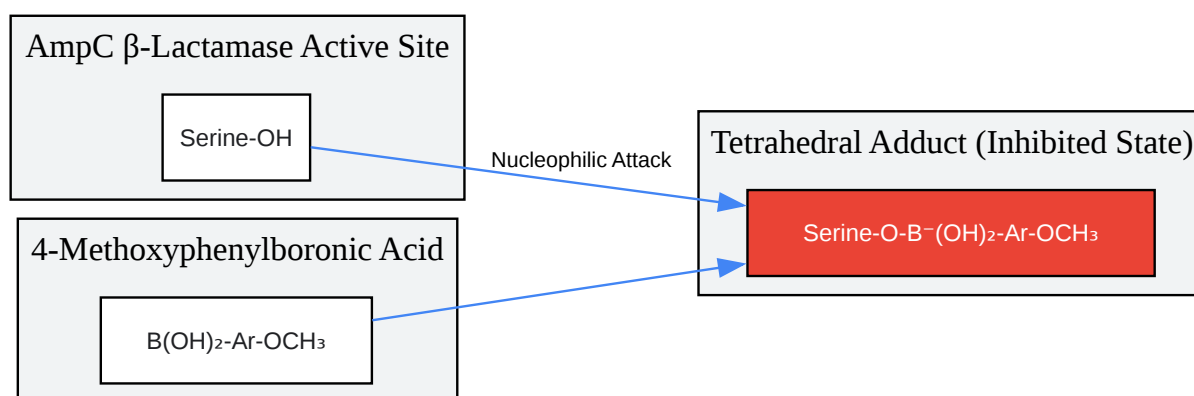 AmpC β-Lactamase Active Site
Serine-OH
Nucleophilic Attack
4-Methoxyphenylboronic Acid
B(OH)₂-Ar-OCH₃
Tetrahedral Adduct (Inhibited State)
Serine-O-B⁻(OH)₂-Ar-OCH₃